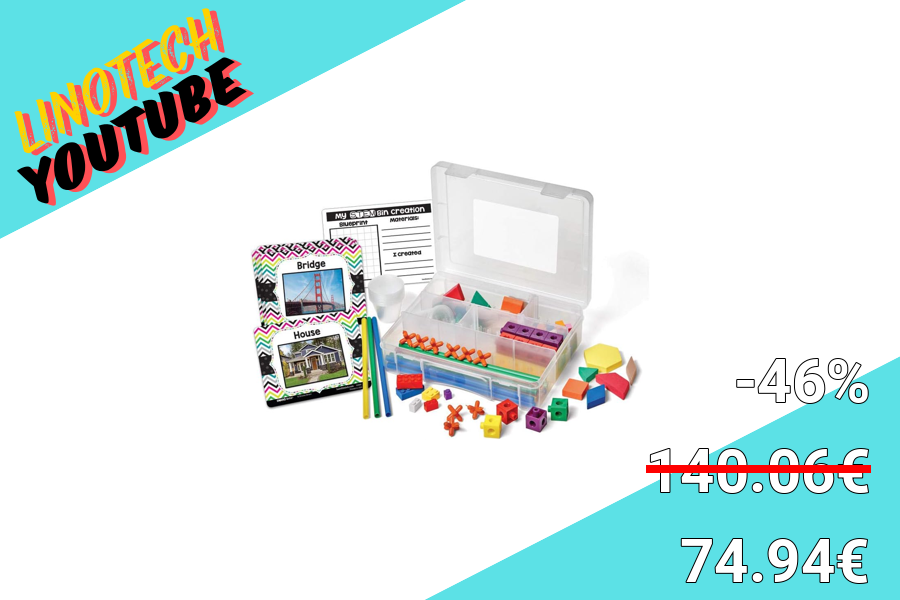 LINOTECH
YOUTUBE
My STEM Bin Creation
Blueprint
Materials:
I created
Bridge
House
-46%
140.06€
74.94€